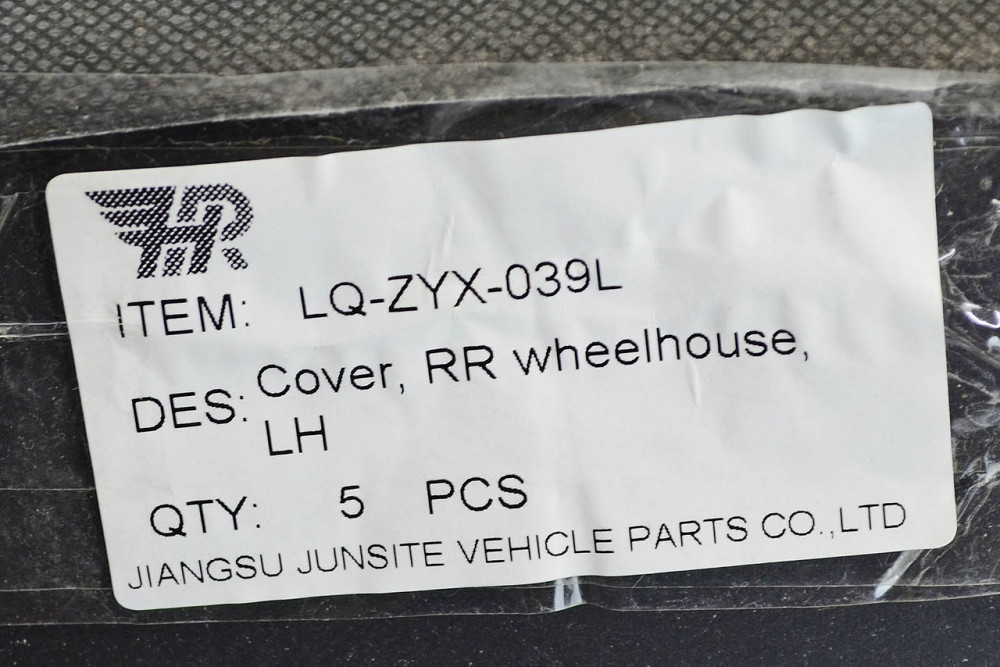 ITEM: LQ-ZYX-039L
DES: Cover, RR wheelhouse,
LH
QTY: 5 PCS
JIANGSU JUNSITE VEHICLE PARTS CO.,LTD